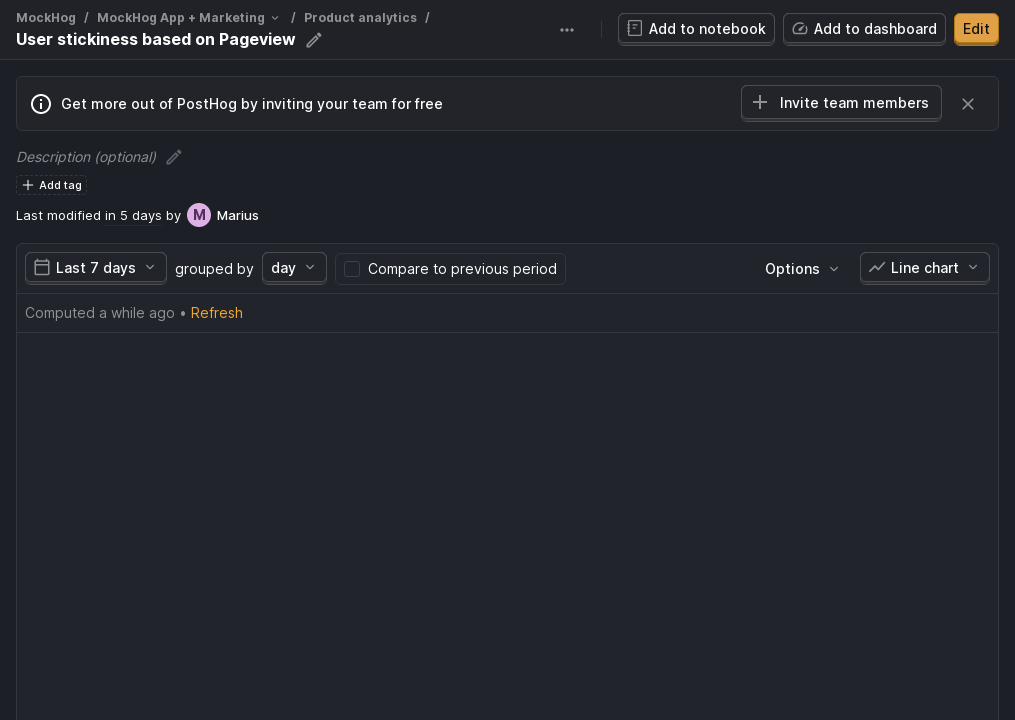 MockHog / MockHog App + Marketing / Product analytics /
User stickiness based on Pageview
Add to notebook
Add to dashboard
Edit
Get more out of PostHog by inviting your team for free
Invite team members
Description (optional)
Add tag
Last modified in 5 days by M Marius
Last 7 days grouped by day Compare to previous period Options Line chart
Computed a while ago • Refresh